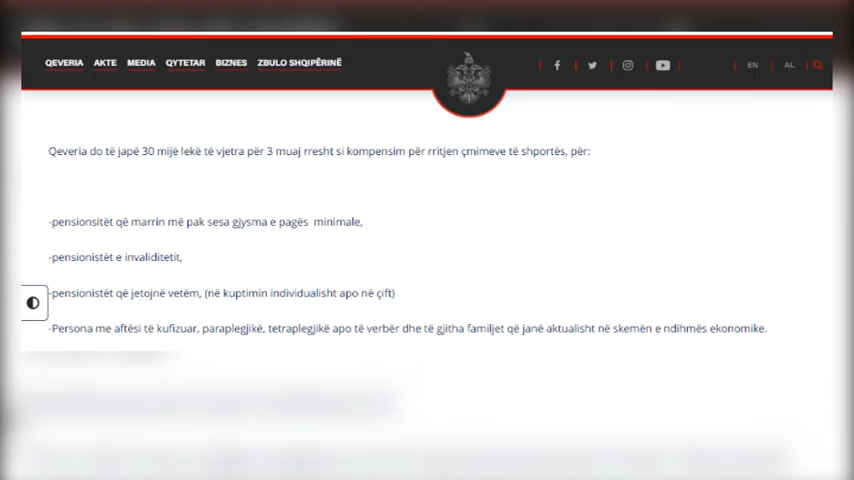 QEVERIA AKTE MEDIA QYTETAR BIZNES ZBULO SHQIPËRINË EN AL
Qeveria do të japë 30 mijë lekë të vjetra për 3 muaj rresht si kompensim për rritjen çmimeve të shportës, për:
-pensionsitët që marrin më pak sesa gjysma e pagës minimale,
-pensionistët e invaliditetit,
-pensionistët që jetojnë vetëm, (në kuptimin individualisht apo në çift)
-Persona me aftësi të kufizuar, paraplegjikë, tetraplegjikë apo të verbër dhe të gjitha familjet që janë aktualisht në skemën e ndihmës ekonomike.